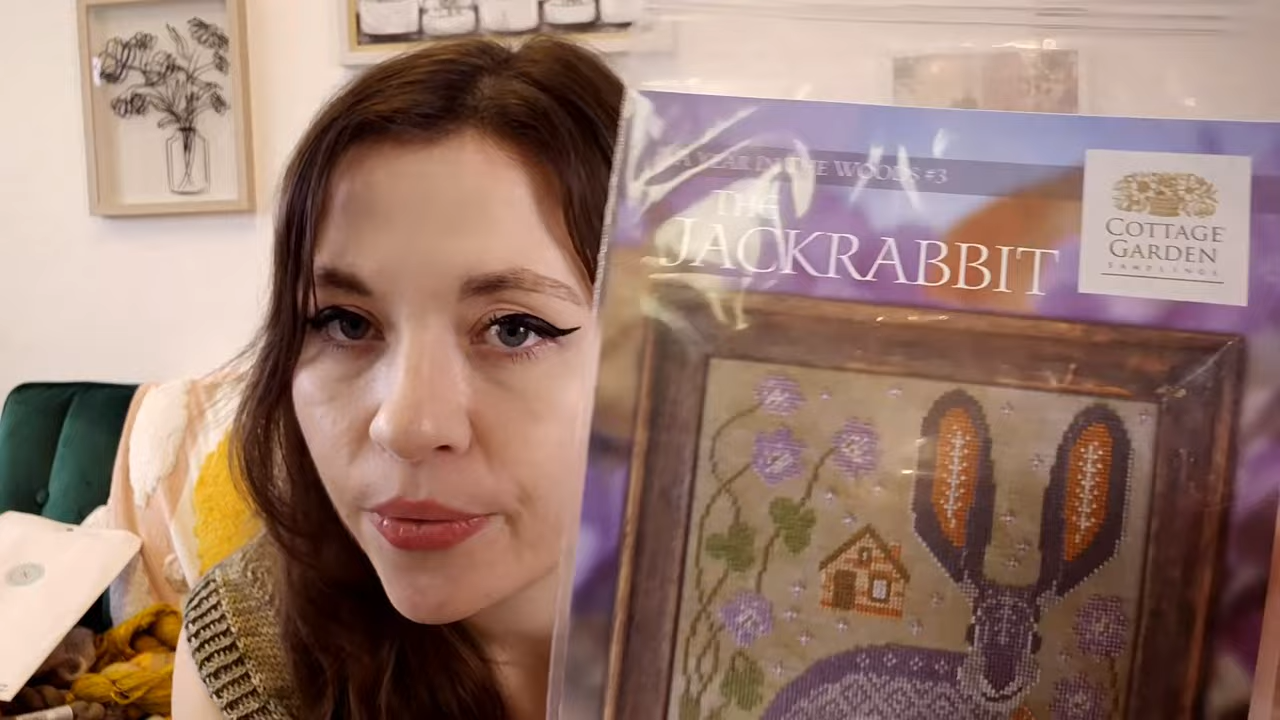 A YEAR IN THE WOODS #3
THE
JACKRABBIT
COTTAGE
GARDEN
SAMPLINGS